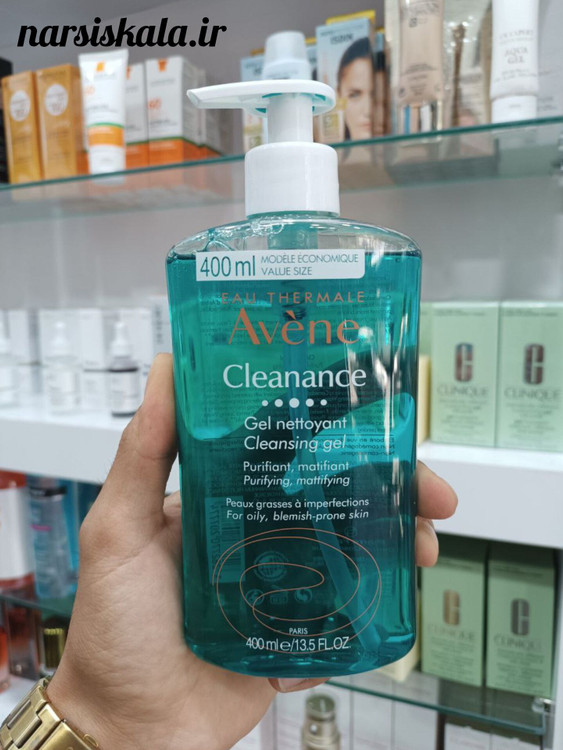 narsiskala.ir
400 ml MODÈLE ÉCONOMIQUE
VALUE SIZE
EAU THERMALE
Avène
Cleanance
Gel nettoyant
Cleansing gel
Purifiant, matifiant
Purifying, mattifying
Peaux grasses à imperfections
For oily, blemish-prone skin
PARIS
400 ml e/13.5 FL.OZ.
AQUA
GEL
CLINIQUE
CLINIQUE
CLINIQUE
CLINIQUE